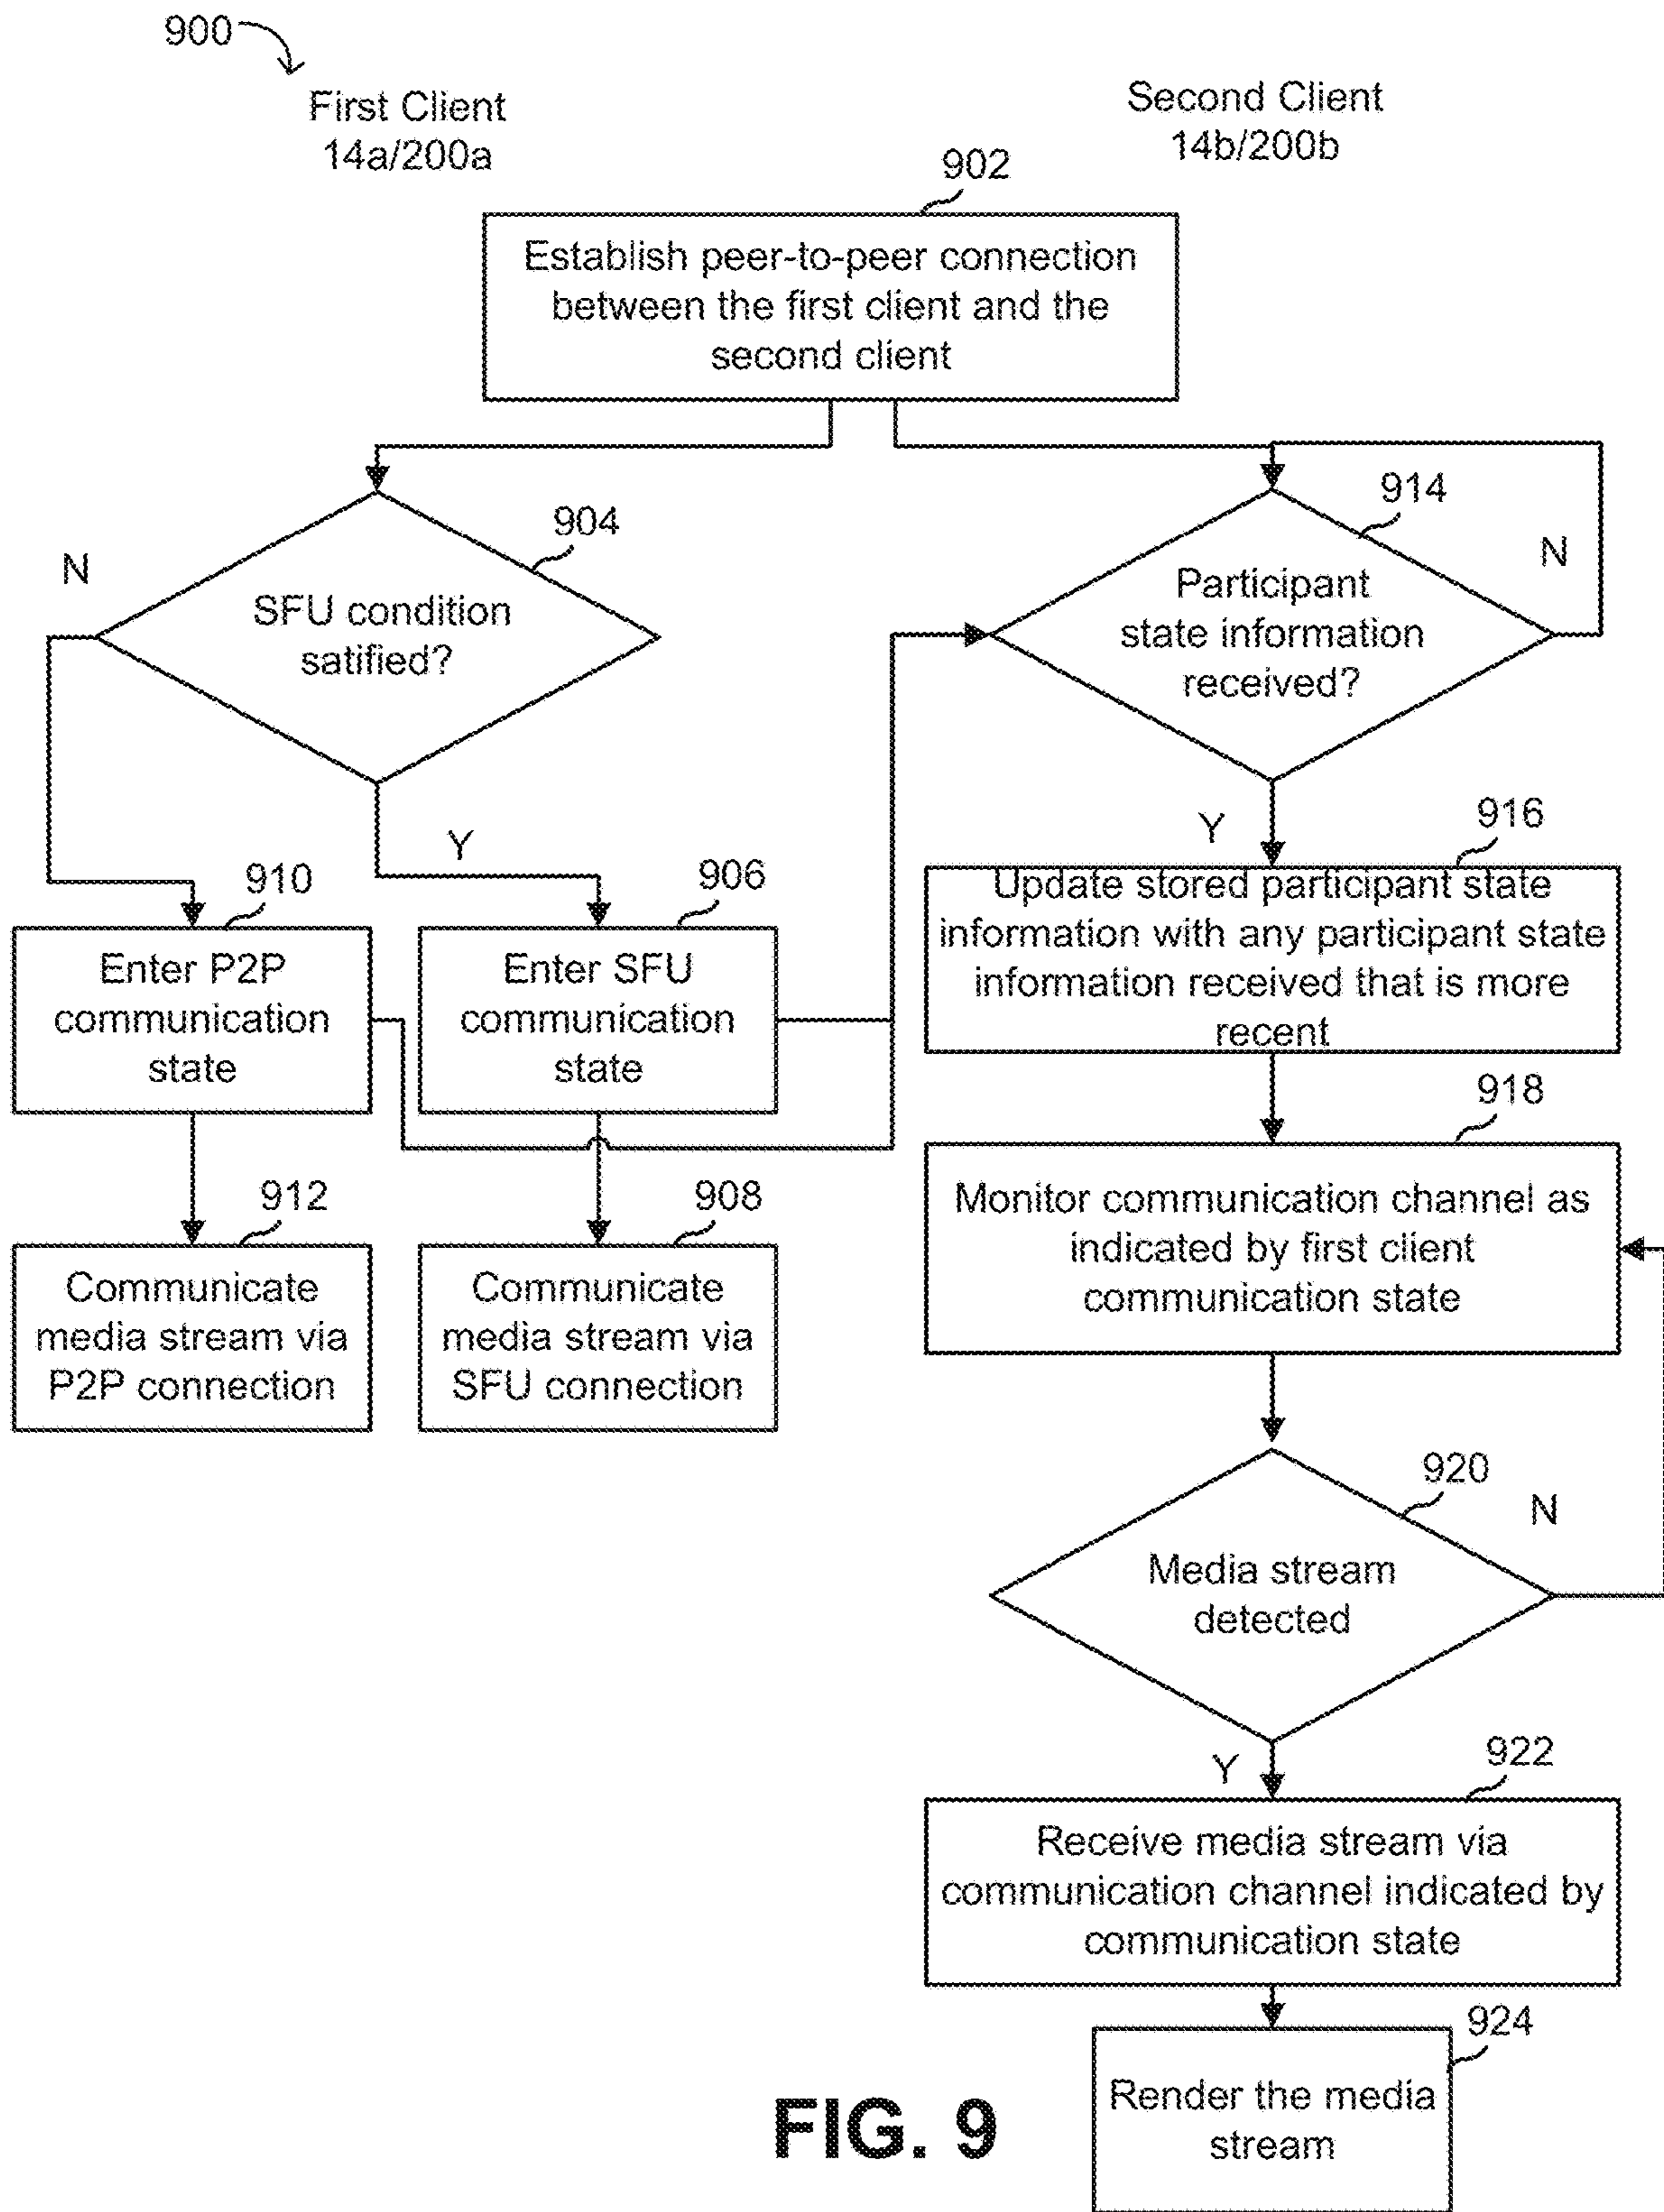 900
First Client
14a/200a
Second Client
14b/200b
902
Establish peer-to-peer connection
between the first client and the
second client
904
N
SFU condition
satified?
Y
914
N
Participant
state information
received?
Y
910
Enter P2P
communication
state
906
Enter SFU
communication
state
916
Update stored participant state
information with any participant state
information received that is more
recent
912
Communicate
media stream via
P2P connection
908
Communicate
media stream via
SFU connection
918
Monitor communication channel as
indicated by first client
communication state
920
N
Media stream
detected
Y
922
Receive media stream via
communication channel indicated by
communication state
924
Render the media
stream
FIG. 9